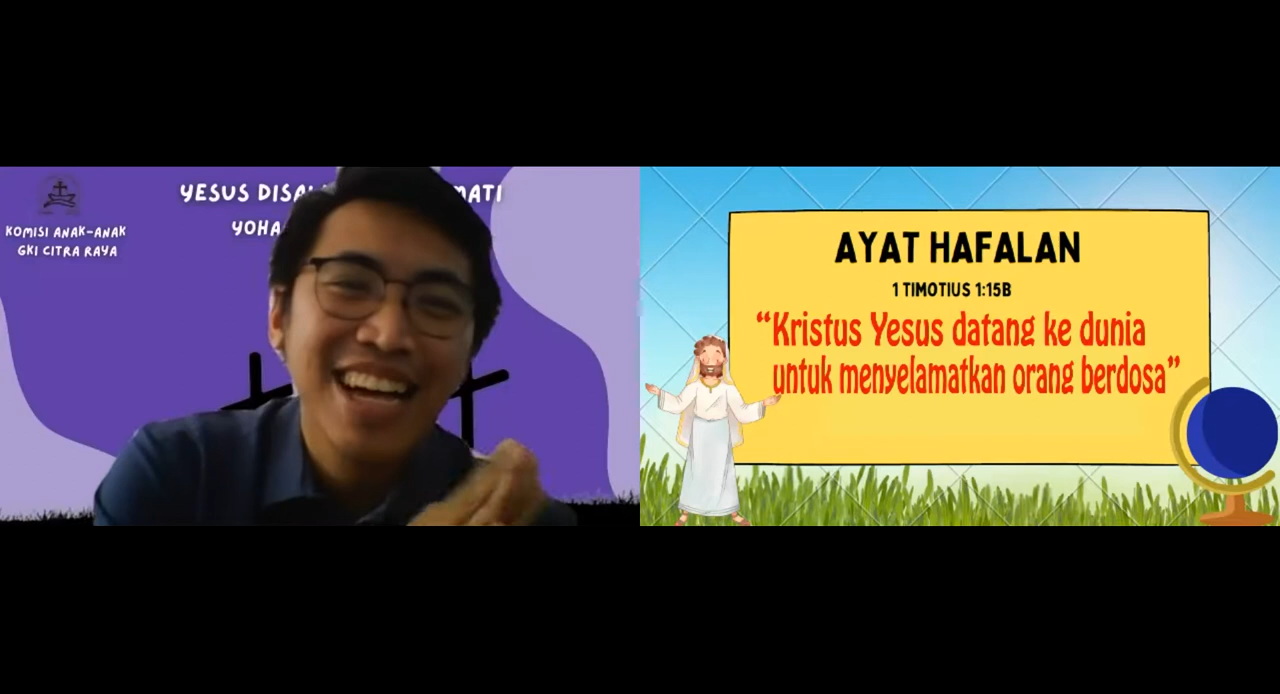 YESUS DISAL MATI
YOHA
KOMISI ANAK-ANAK
GKI CITRA RAYA
AYAT HAFALAN
1 TIMOTIUS 1:15B
“Kristus Yesus datang ke dunia
untuk menyelamatkan orang berdosa”